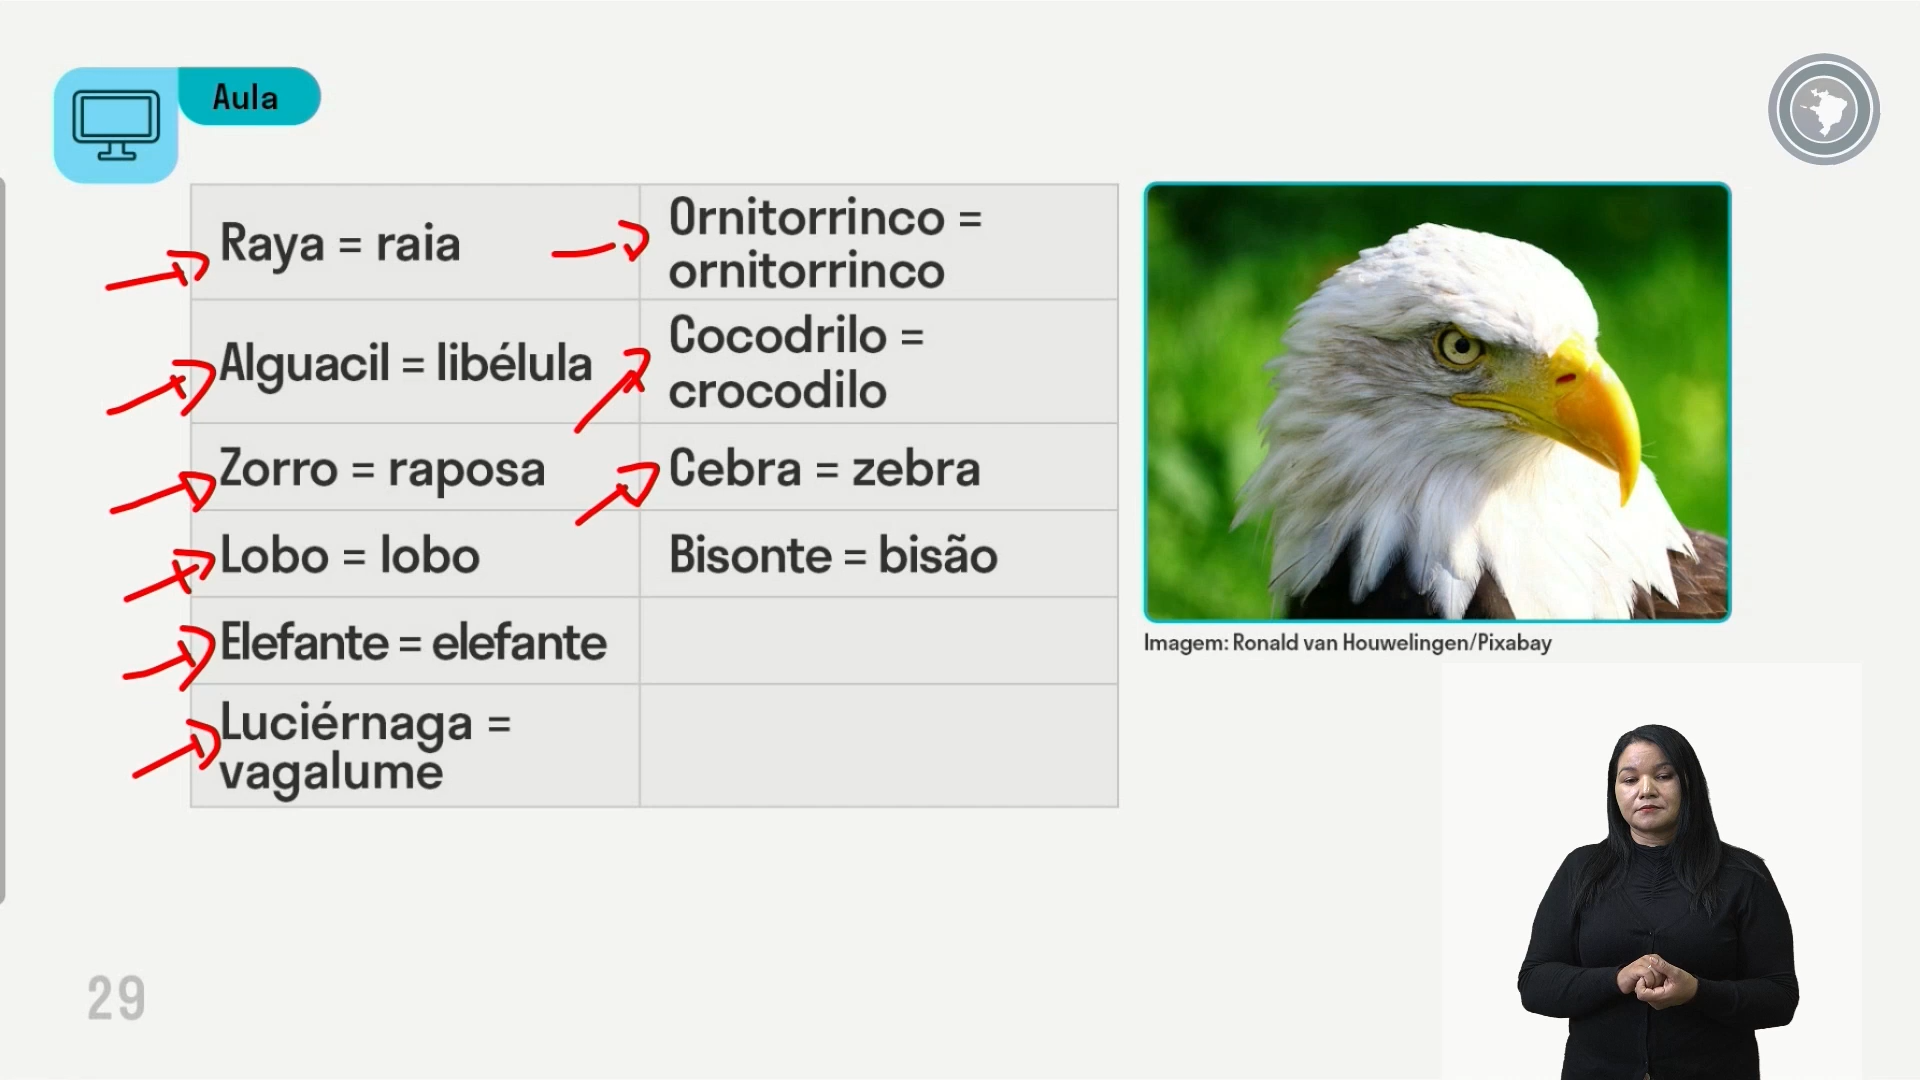 Aula
Raya = raia
Ornitorrinco =
ornitorrinco
Alguacil = libélula
Cocodrilo =
crocodilo
Zorro = raposa
Cebra = zebra
Lobo = lobo
Bisonte = bisão
Elefante = elefante
Luciérnaga =
vagalume
Imagem: Ronald van Houwelingen/Pixabay
29